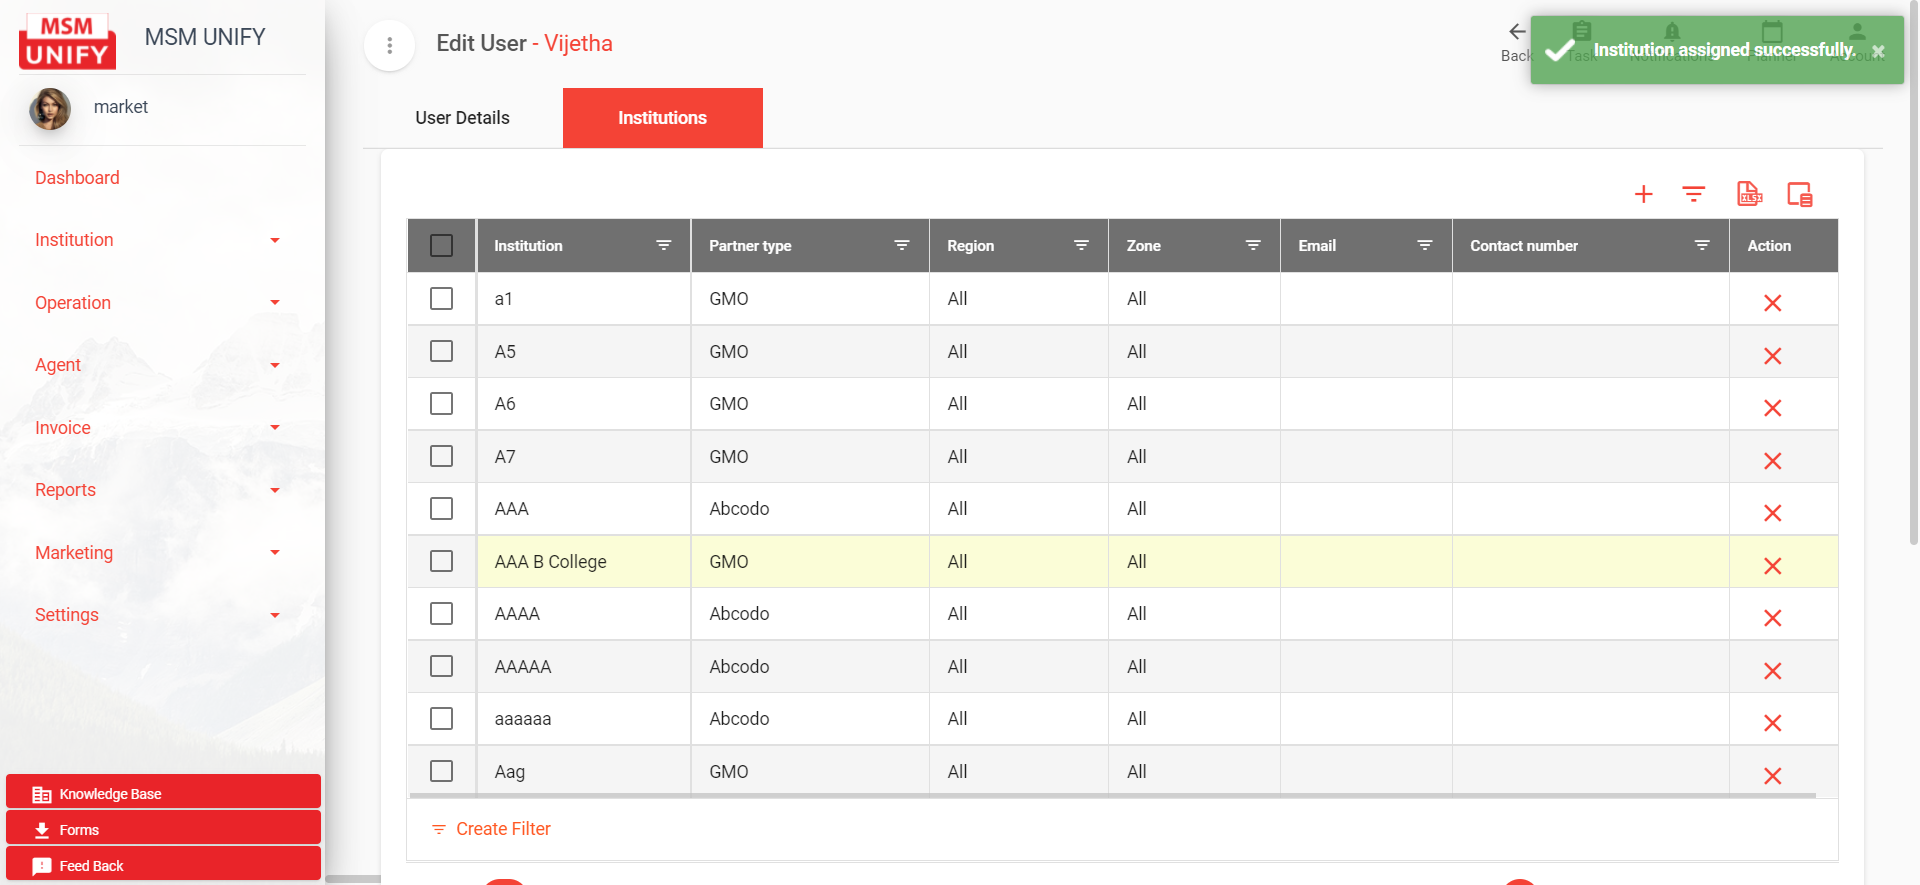 MSM
UNIFY
MSM UNIFY
market
Dashboard
Institution
Operation
Agent
Invoice
Reports
Marketing
Settings
Knowledge Base
Forms
Feed Back
Edit User - Vijetha
Back
Task
Notifications
Planner
Account
Institution assigned successfully.
User Details
Institutions
Institution Partner type Region Zone Email Contact number Action
a1 GMO All All
A5 GMO All All
A6 GMO All All
A7 GMO All All
AAA Abcodo All All
AAA B College GMO All All
AAAA Abcodo All All
AAAAA Abcodo All All
aaaaaa Abcodo All All
Aag GMO All All
Create Filter